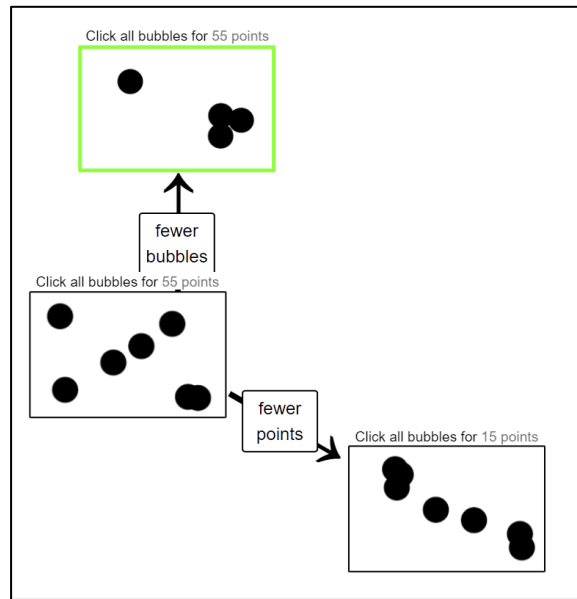 Click all bubbles for 55 points
fewer
bubbles
Click all bubbles for 55 points
fewer
points
Click all bubbles for 15 points